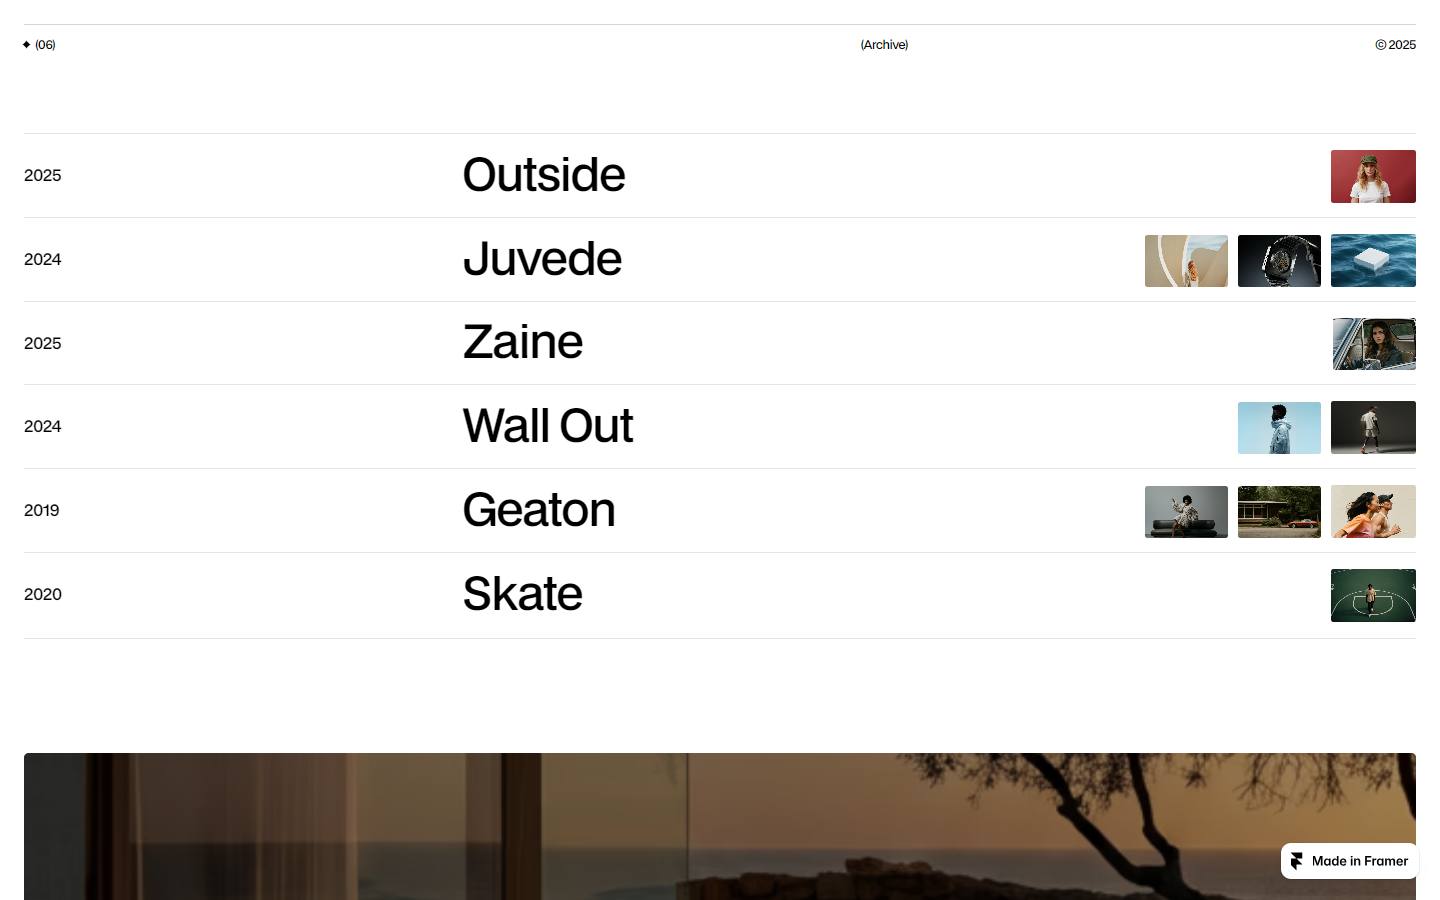 ✦ (06)
(Archive)
© 2025
2025
Outside
2024
Juvede
2025
Zaine
2024
Wall Out
2019
Geaton
2020
Skate
Made in Framer